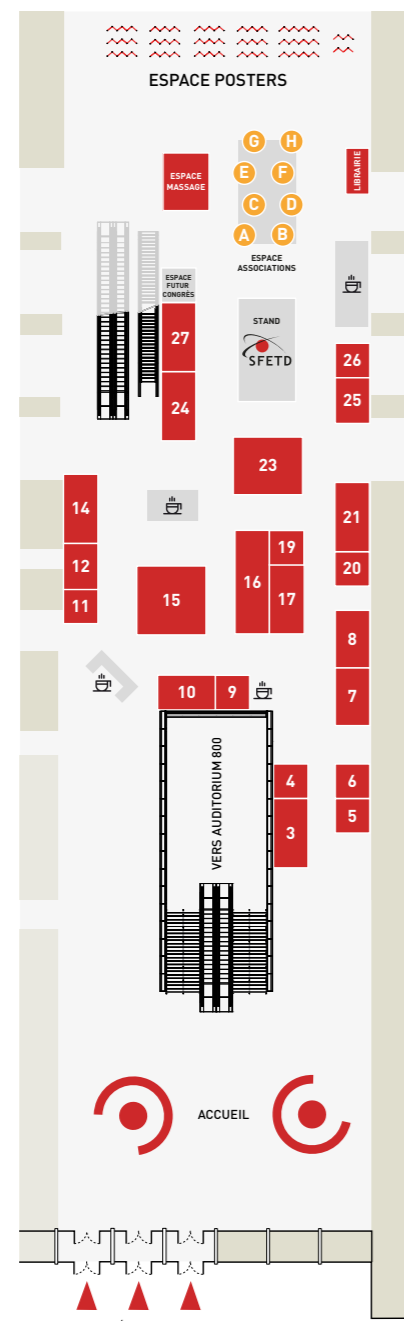 ESPACE POSTERS
G H
E F
C D
A B
ESPACE
MASSAGE
LIBRAIRIE
ESPACE
ASSOCIATIONS
ESPACE
FUTUR
CONGRÈS
STAND
SFETD
27
24
26
25
23
14
12
11
21
20
19
16
17
15
8
7
10
9
VERS AUDITORIUM 800
4
3
6
5
ACCUEIL